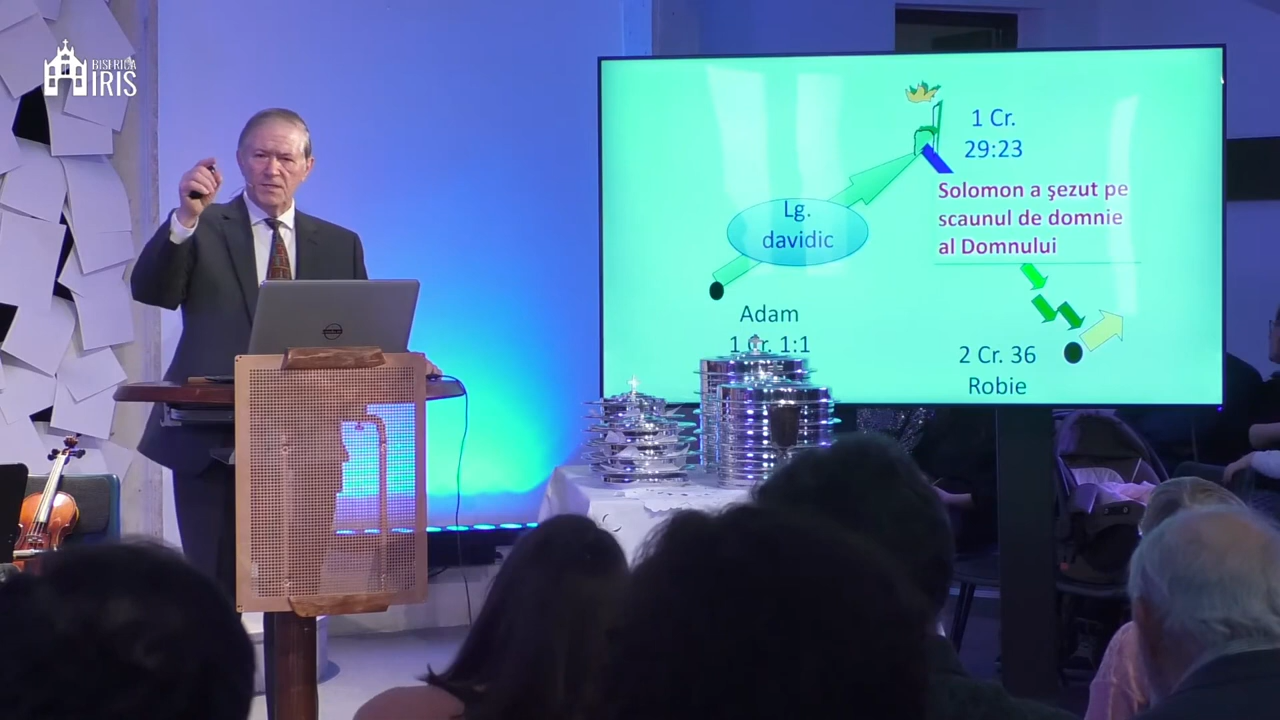 BISERICA
IRIS
1 Cr.
29:23
Solomon a şezut pe
scaunul de domnie
al Domnului
Lg.
davidic
Adam
1 Cr. 1:1
2 Cr. 36
Robie